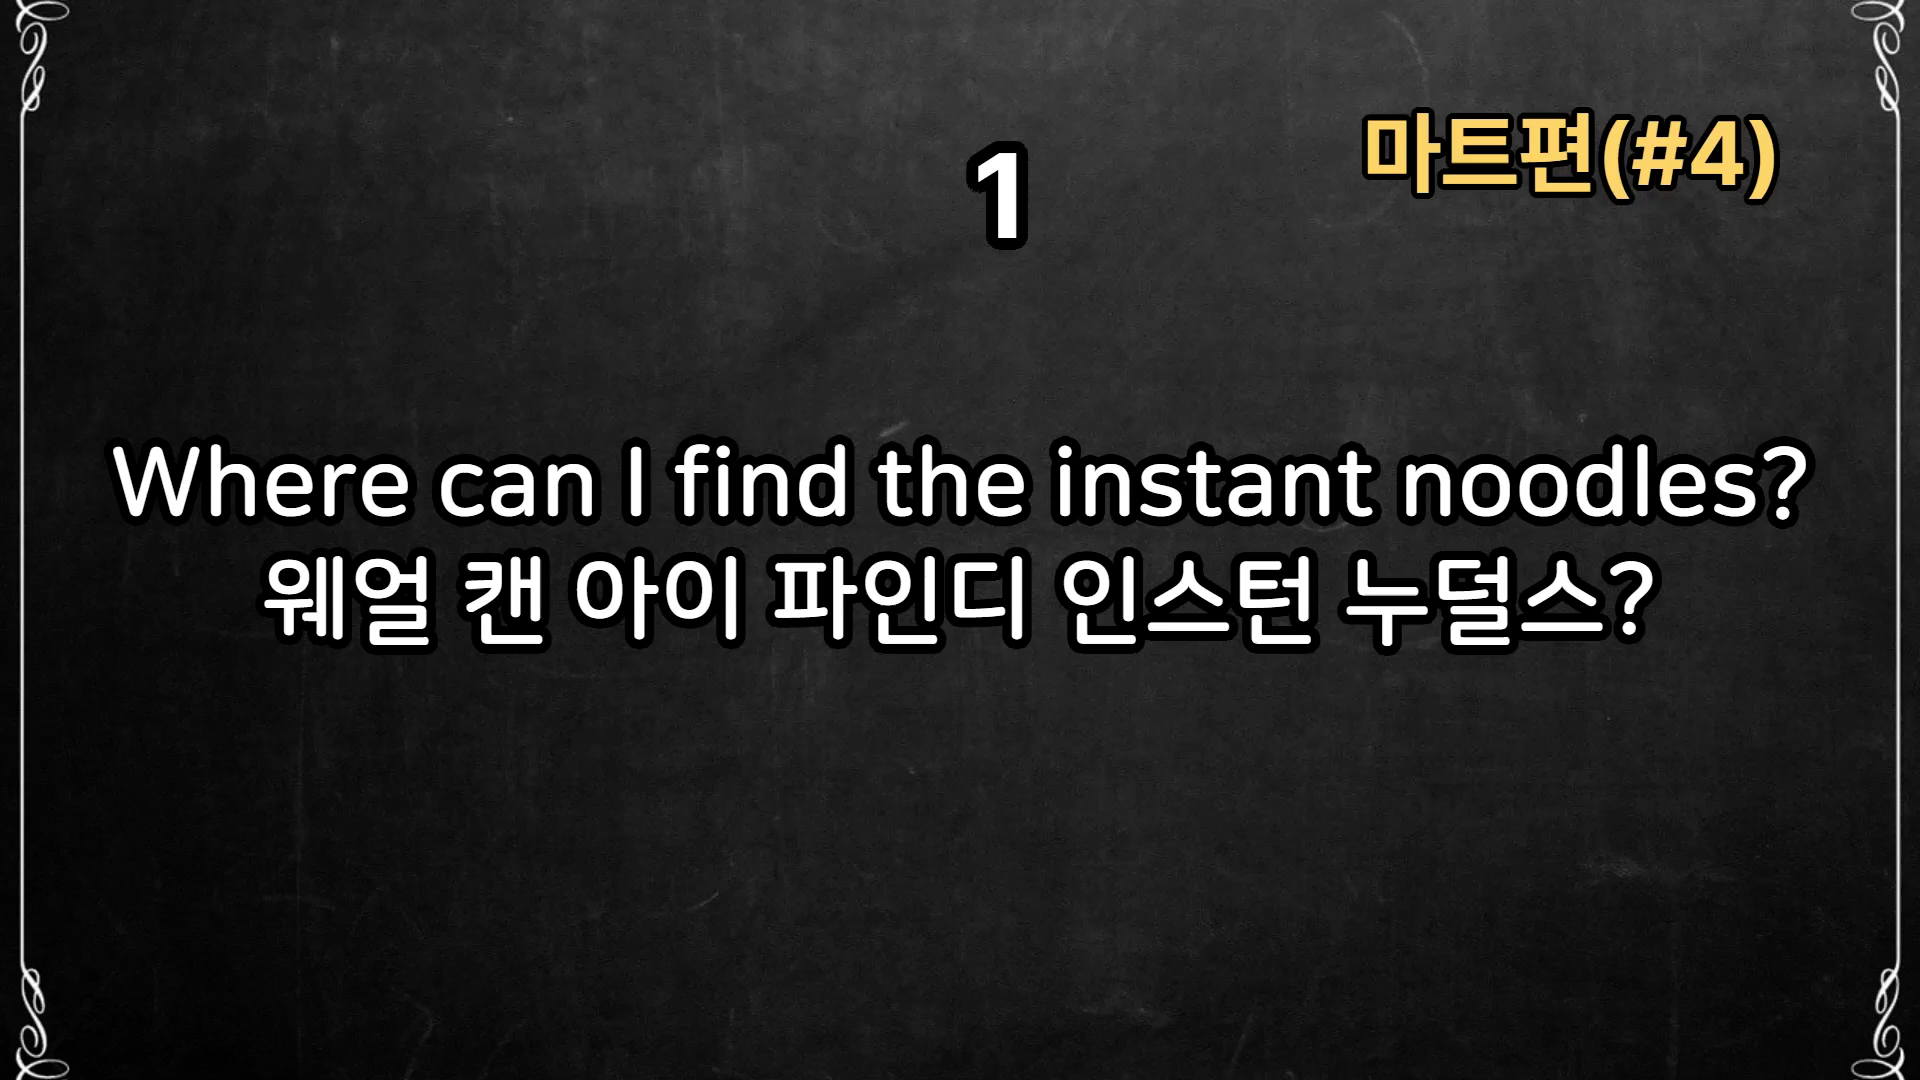 1
마트편(#4)
Where can I find the instant noodles?
웨얼 캔 아이 파인디 인스턴 누덜스?